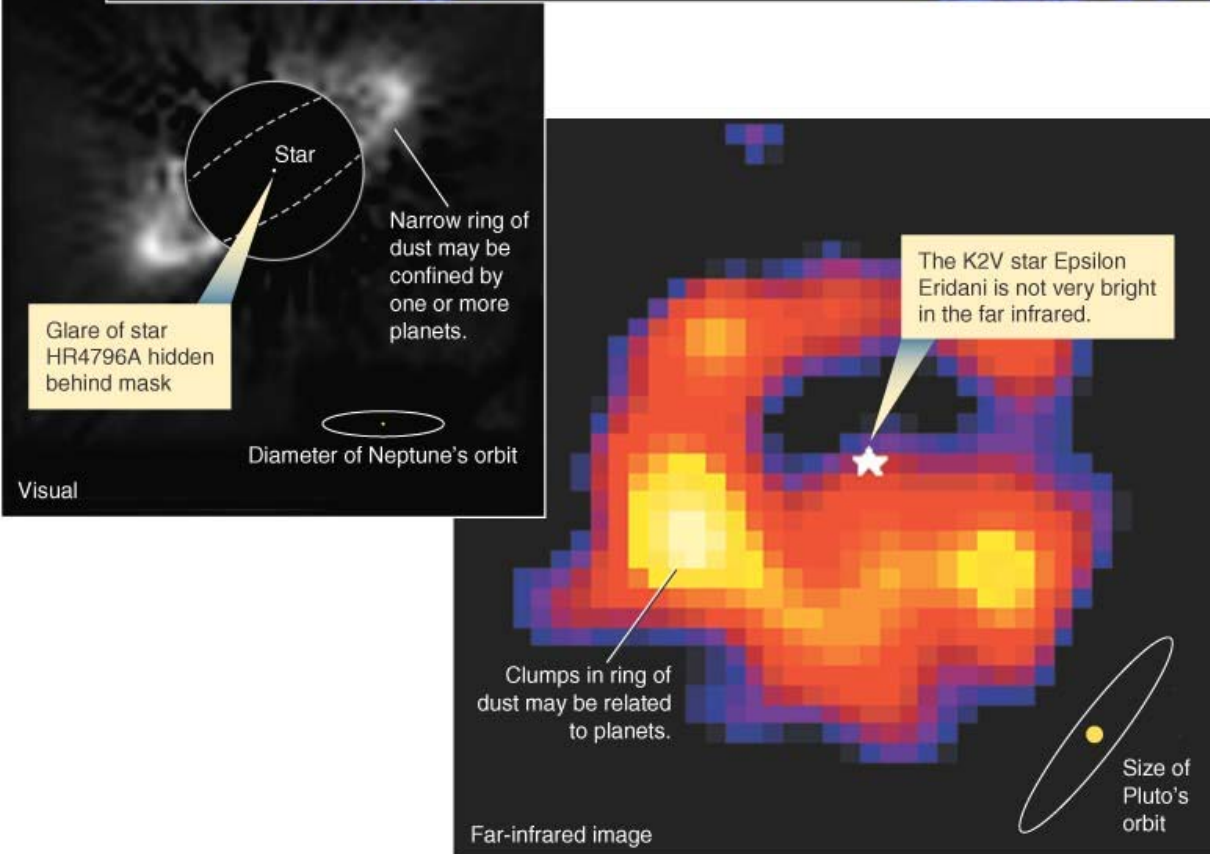 Star
Narrow ring of
dust may be
confined by
one or more
planets.
Glare of star
HR4796A hidden
behind mask
Diameter of Neptune's orbit
Visual
The K2V star Epsilon
Eridani is not very bright
in the far infrared.
Clumps in ring of
dust may be related
to planets.
Size of
Pluto's
orbit
Far-infrared image